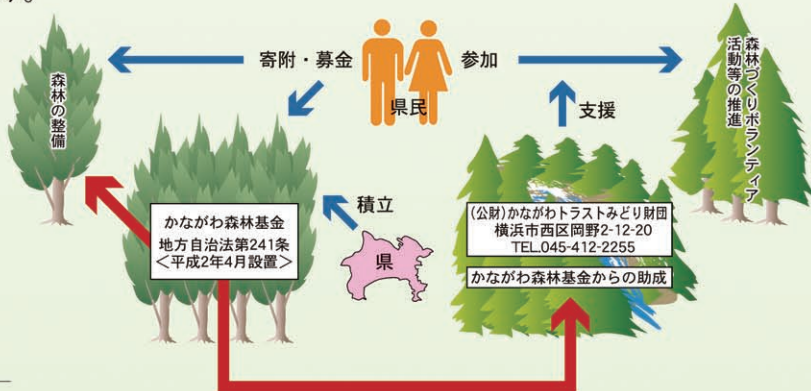 す。
寄附・募金
参加
県民
森林の整備
森林づくりボランティア
活動等の推進
支援
積立
県
かながわ森林基金
地方自治法第241条
<平成2年4月設置>
(公財)かながわトラストみどり財団
横浜市西区岡野2-12-20
TEL.045-412-2255
かながわ森林基金からの助成